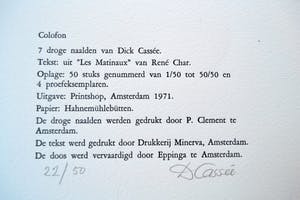 Colofon
7 droge naalden van Dick Cassée.
Tekst: uit "Les Matinaux" van René Char.
Oplage: 50 stuks genummerd van 1/50 tot 50/50 en
4 proefeksemplaren.
Uitgave: Printshop, Amsterdam 1971.
Papier: Hahnemühlebütten.
De droge naalden werden gedrukt door P. Clement te
Amsterdam.
De tekst werd gedrukt door Drukkerij Minerva, Amsterdam.
De doos werd vervaardigd door Eppinga te Amsterdam.
22/50 DCassée